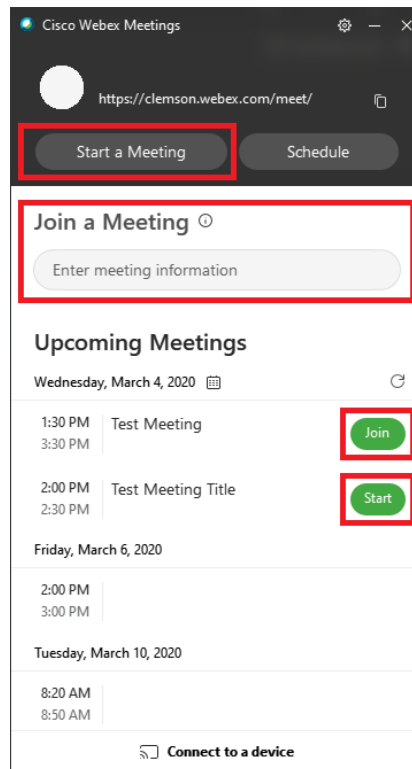 Cisco Webex Meetings
https://clemson.webex.com/meet/
Start a Meeting
Schedule
Join a Meeting
Enter meeting information
Upcoming Meetings
Wednesday, March 4, 2020
1:30 PM Test Meeting
3:30 PM
Join
2:00 PM Test Meeting Title
2:30 PM
Start
Friday, March 6, 2020
2:00 PM
3:00 PM
Tuesday, March 10, 2020
8:20 AM
8:50 AM
Connect to a device